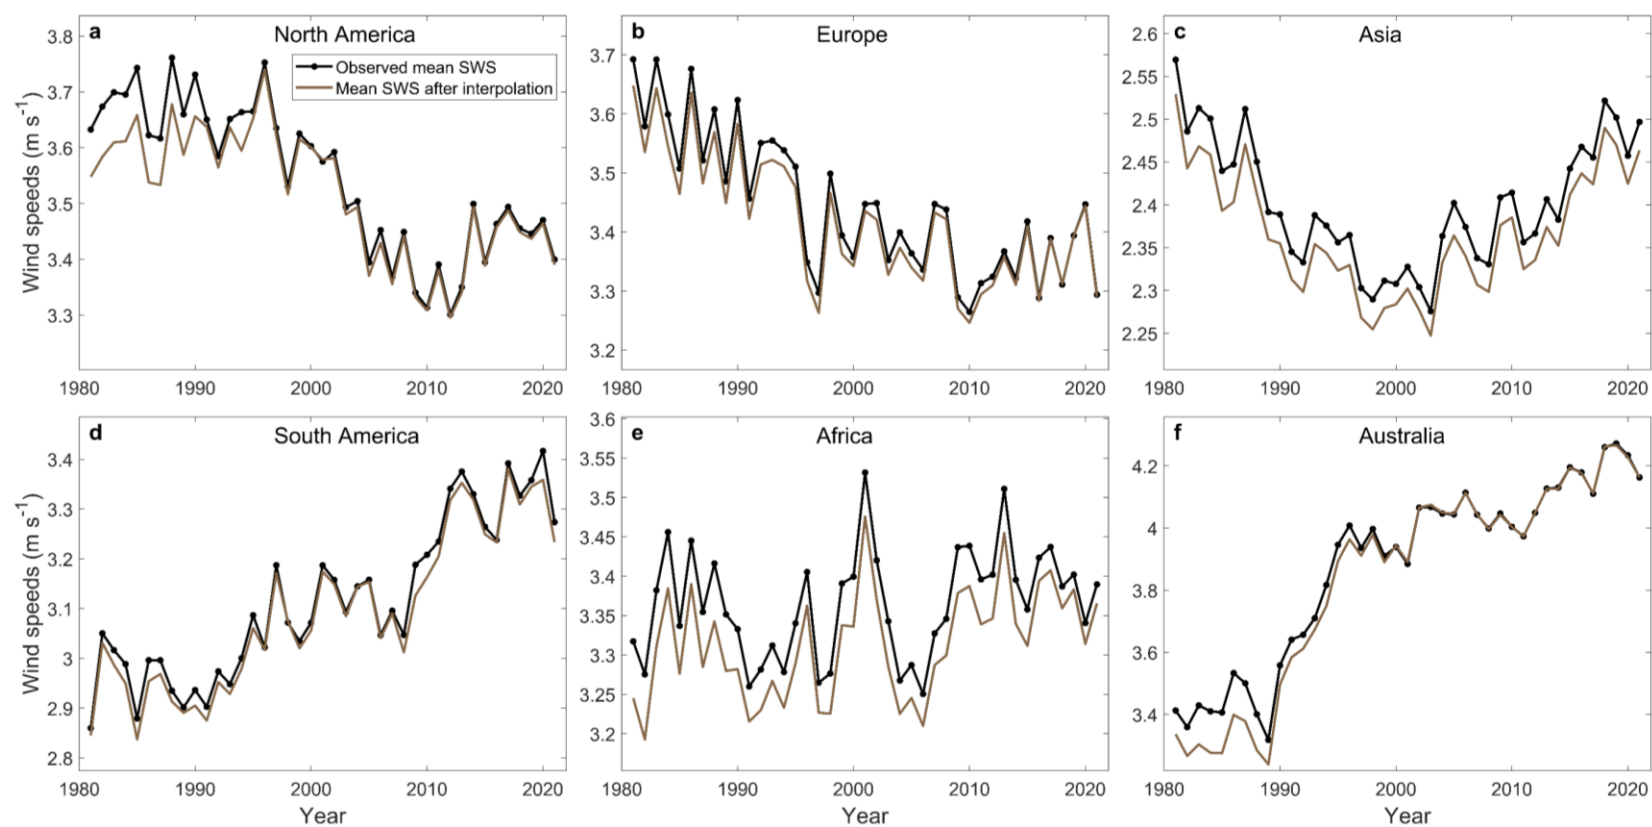 a North America
Observed mean SWS
Mean SWS after interpolation
Wind speeds (m s-1)
3.8
3.7
3.6
3.5
3.4
3.3
1980 1990 2000 2010 2020
b Europe
3.7
3.6
3.5
3.4
3.3
3.2
1980 1990 2000 2010 2020
c Asia
2.6
2.55
2.5
2.45
2.4
2.35
2.3
2.25
1980 1990 2000 2010 2020
d South America
Wind speeds (m s-1)
3.4
3.3
3.2
3.1
3
2.9
2.8
1980 1990 2000 2010 2020
Year
e Africa
3.6
3.55
3.5
3.45
3.4
3.35
3.3
3.25
3.2
1980 1990 2000 2010 2020
Year
f Australia
4.2
4
3.8
3.6
3.4
1980 1990 2000 2010 2020
Year